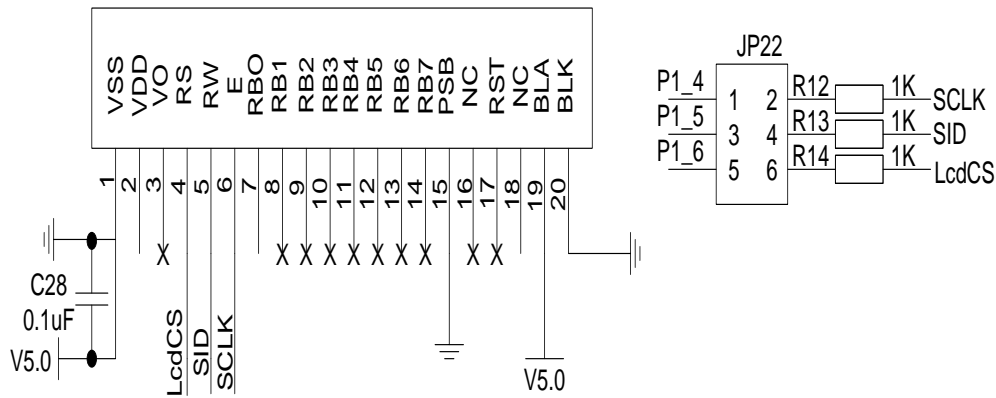 VSS VDD VO RS RW E RBO RB1 RB2 RB3 RB4 RB5 RB6 RB7 PSB NC RST NC BLA BLK
1 2 3 4 5 6 7 8 9 10 11 12 13 14 15 16 17 18 19 20
C28
0.1uF
V5.0
LcdCS SID SCLK
V5.0
JP22
P1_4 1 2 R12 1K SCLK
P1_5 3 4 R13 1K SID
P1_6 5 6 R14 1K LcdCS